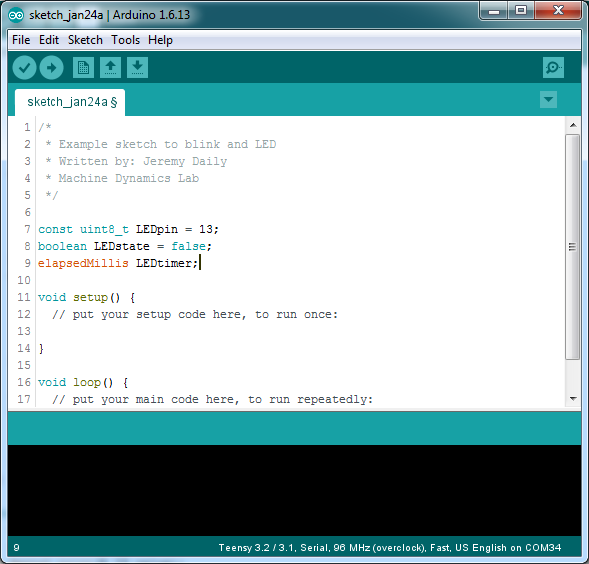 sketch_jan24a | Arduino 1.6.13
File Edit Sketch Tools Help
sketch_jan24a §
1 /*
2  * Example sketch to blink and LED
3  * Written by: Jeremy Daily
4  * Machine Dynamics Lab
5  */
6
7 const uint8_t LEDpin = 13;
8 boolean LEDstate = false;
9 elapsedMillis LEDtimer;
10
11 void setup() {
12   // put your setup code here, to run once:
13
14 }
15
16 void loop() {
17   // put your main code here, to run repeatedly:
9 Teensy 3.2 / 3.1, Serial, 96 MHz (overclock), Fast, US English on COM34